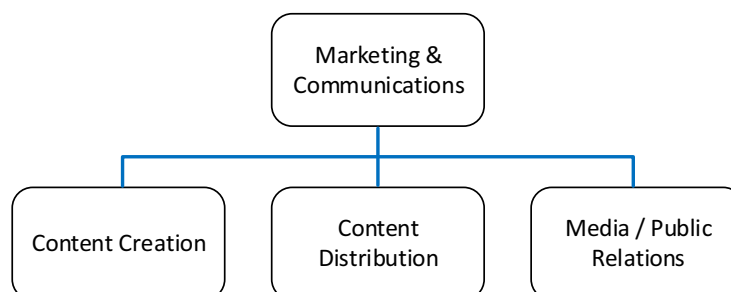 Marketing &
Communications
Content Creation
Content
Distribution
Media / Public
Relations